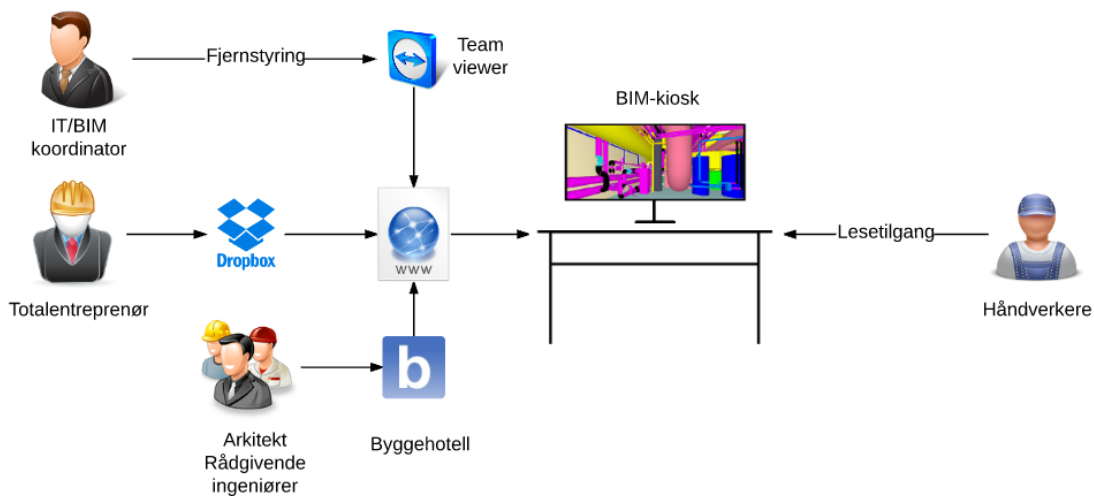 Fjernstyring
Team
viewer
IT/BIM
koordinator
BIM-kiosk
Dropbox
www
Lesetilgang
Totalentreprenør
Håndverkere
b
Byggehotell
Arkitekt
Rådgivende
ingeniører